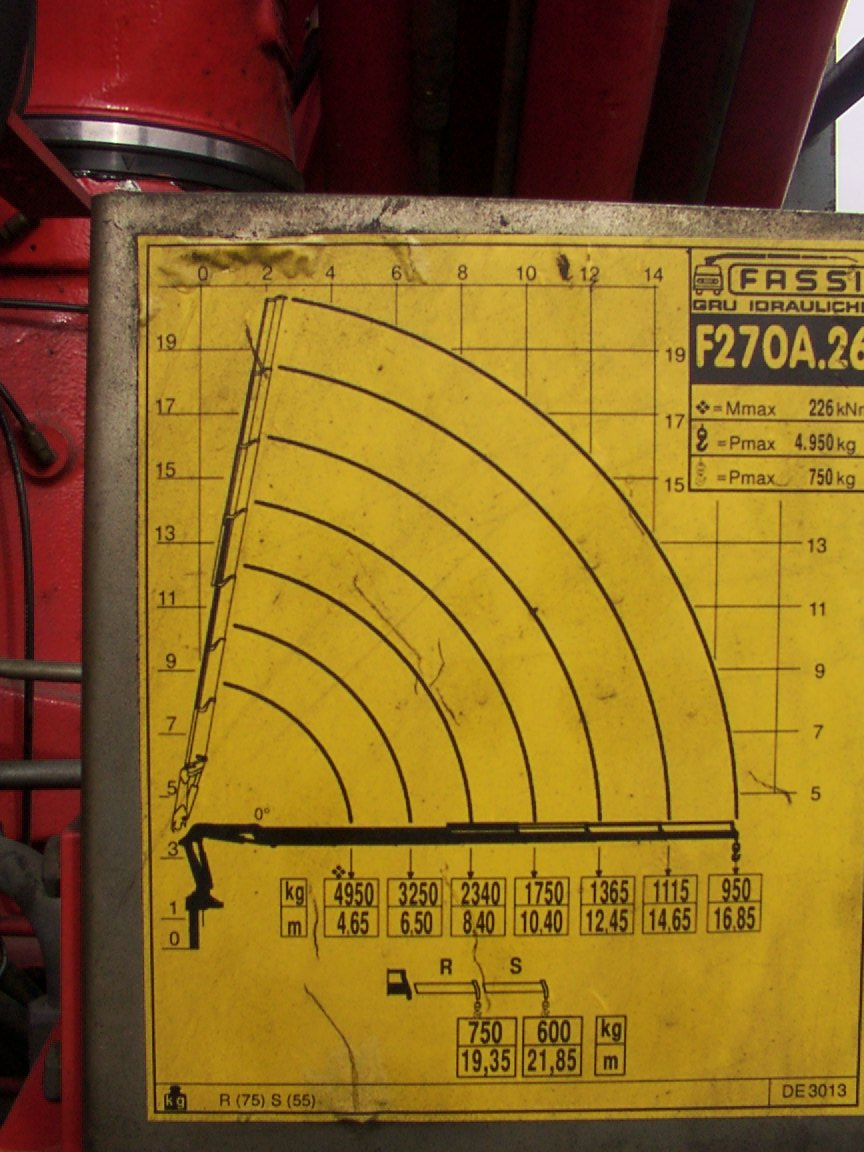 0 2 4 6 8 10 12 14
FASSI
GRU IDRAULICH
F270A.26
=Mmax 226 kNm
=Pmax 4.950 kg
=Pmax 750 kg
19 19
17 17
15 15
13 13
11 11
9 9
7 7
5 5
0°
3
1
0
kg 4950 3250 2340 1750 1365 1115 950
m 4.65 6.50 8,40 10.40 12,45 14.65 16.85
R S
750 600 kg
19,35 21,85 m
kg R (75) S (55)
DE 3013